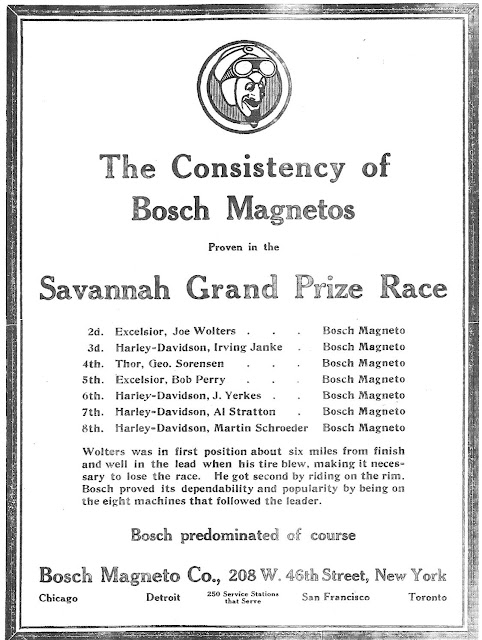 The Consistency of
Bosch Magnetos
Proven in the
Savannah Grand Prize Race
2d. Excelsior, Joe Wolters . . . Bosch Magneto
3d. Harley-Davidson, Irving Janke . Bosch Magneto
4th. Thor, Geo. Sorensen . . . Bosch Magneto
5th. Excelsior, Bob Perry . . . Bosch Magneto
6th. Harley-Davidson, J. Yerkes . . Bosch Magneto
7th. Harley-Davidson, Al Stratton . Bosch Magneto
8th. Harley-Davidson, Martin Schroeder Bosch Magneto
Wolters was in first position about six miles from finish
and well in the lead when his tire blew, making it neces-
sary to lose the race. He got second by riding on the rim.
Bosch proved its dependability and popularity by being on
the eight machines that followed the leader.
Bosch predominated of course
Bosch Magneto Co., 208 W. 46th Street, New York
Chicago Detroit 250 Service Stations that Serve San Francisco Toronto